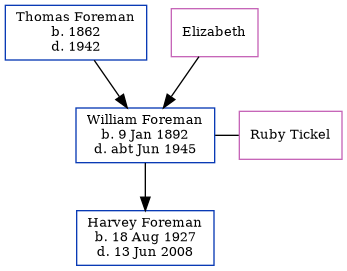 Thomas Foreman
b. 1862
d. 1942
Elizabeth
William Foreman
b. 9 Jan 1892
d. abt Jun 1945
Ruby Tickel
Harvey Foreman
b. 18 Aug 1927
d. 13 Jun 2008